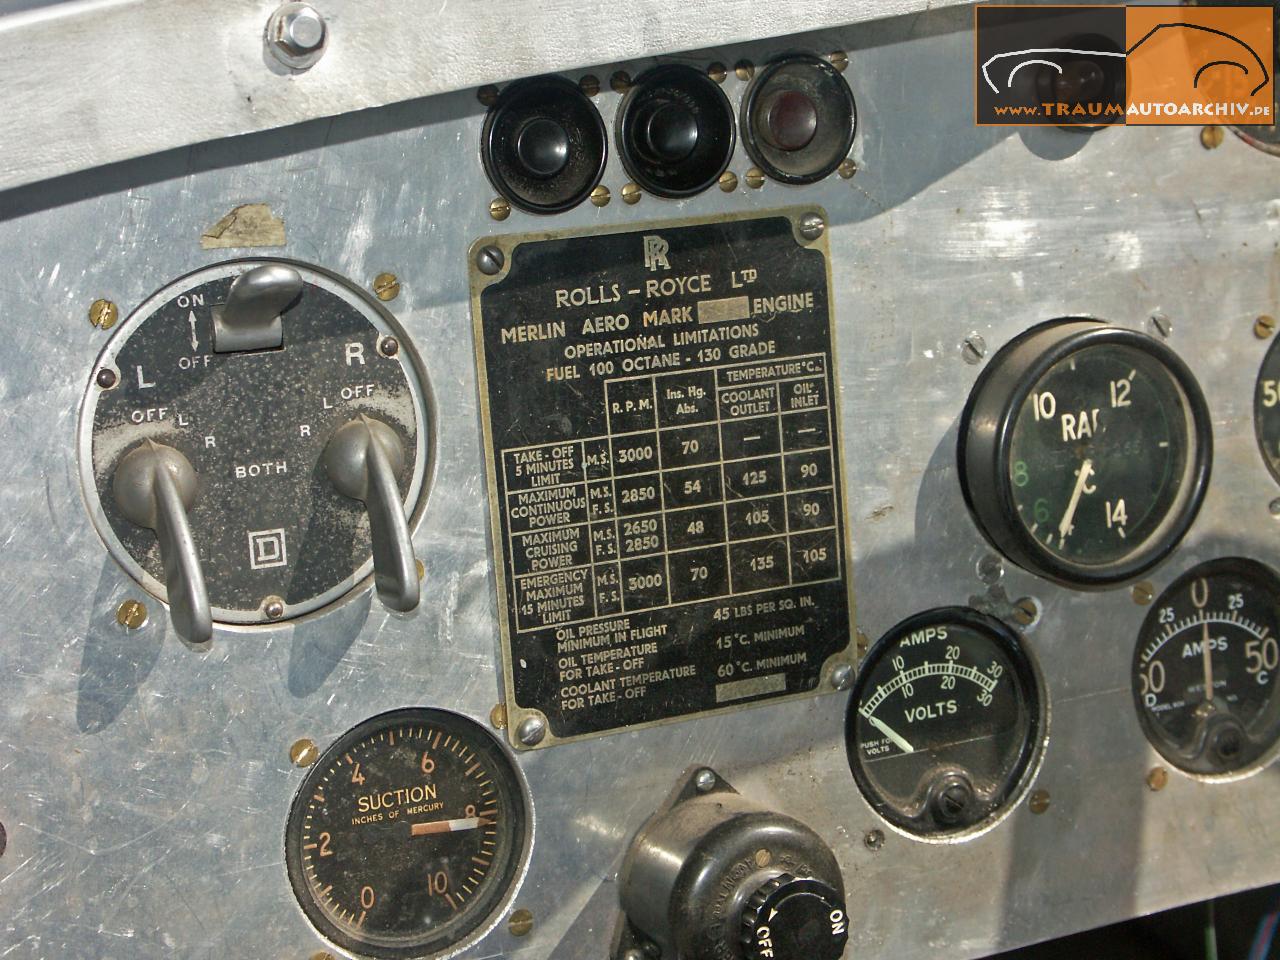 www.TRAUMAUTOARCHIV.DE
ON
OFF
L
R
OFF L
L OFF
R
R
BOTH
D
RR
ROLLS-ROYCE LTD
MERLIN AERO MARK ENGINE
OPERATIONAL LIMITATIONS
FUEL 100 OCTANE - 130 GRADE
TEMPERATURE °C.
R.P.M. Ins. Hg. Abs. COOLANT OUTLET OIL INLET
TAKE-OFF 5 MINUTES LIMIT M.S. 3000 70 — —
MAXIMUM CONTINUOUS POWER M.S. F.S. 2850 54 125 90
MAXIMUM CRUISING POWER M.S. 2650 F.S. 2850 48 105 90
EMERGENCY MAXIMUM 15 MINUTES LIMIT M.S. F.S. 3000 70 135 105
OIL PRESSURE
MINIMUM IN FLIGHT 45 LBS PER SQ. IN.
OIL TEMPERATURE
FOR TAKE-OFF 15°C. MINIMUM
COOLANT TEMPERATURE
FOR TAKE-OFF 60°C. MINIMUM
10 12
RAD
8
°C
6
14
AMPS
10 20 30
10 20 30
VOLTS
PUSH FOR
VOLTS
0
25 25
AMPS
50
D C
WESTON
4 6
SUCTION
INCHES OF MERCURY
8
2
0 10
OFF
ON